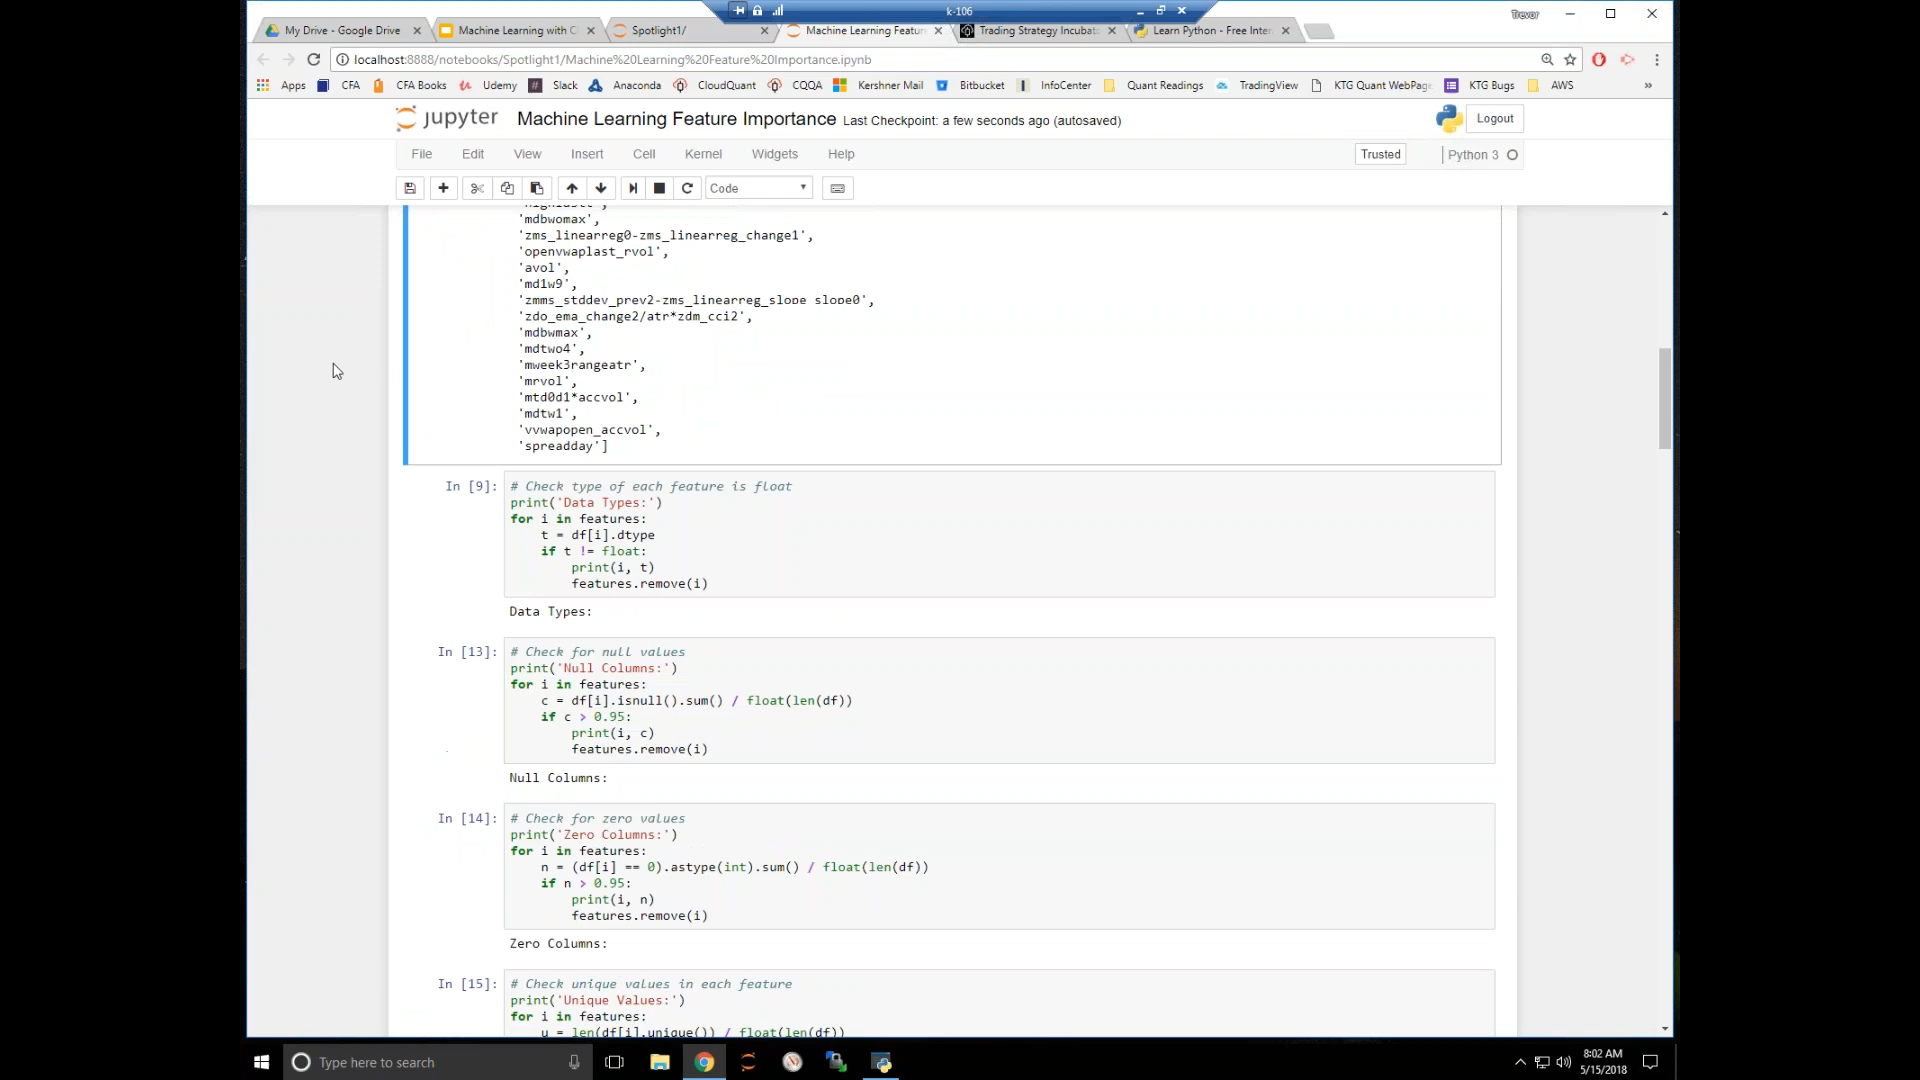 k-106
Trevor
My Drive - Google Drive
Machine Learning with C
Spotlight1/
Machine Learning Featur
Trading Strategy Incubat
Learn Python - Free Inter
localhost:8888/notebooks/Spotlight1/Machine%20Learning%20Feature%20Importance.ipynb
Apps CFA CFA Books Udemy Slack Anaconda CloudQuant CQQA Kershner Mail Bitbucket InfoCenter Quant Readings TradingView KTG Quant WebPag KTG Bugs AWS »
jupyter Machine Learning Feature Importance Last Checkpoint: a few seconds ago (autosaved)
Logout
File Edit View Insert Cell Kernel Widgets Help
Trusted
Python 3
Code
'mdbwomax',
'zms_linearreg0-zms_linearreg_change1',
'openvwaplast_rvol',
'avol',
'md1w9',
'zmms_stddev_prev2-zms_linearreg_slope_slope0',
'zdo_ema_change2/atr*zdm_cci2',
'mdbwmax',
'mdtwo4',
'mweek3rangeatr',
'mrvol',
'mtd0d1*accvol',
'mdtw1',
'vvwapopen_accvol',
'spreadday']
In [9]: # Check type of each feature is float
print('Data Types:')
for i in features:
t = df[i].dtype
if t != float:
print(i, t)
features.remove(i)
Data Types:
In [13]: # Check for null values
print('Null Columns:')
for i in features:
c = df[i].isnull().sum() / float(len(df))
if c > 0.95:
print(i, c)
features.remove(i)
Null Columns:
In [14]: # Check for zero values
print('Zero Columns:')
for i in features:
n = (df[i] == 0).astype(int).sum() / float(len(df))
if n > 0.95:
print(i, n)
features.remove(i)
Zero Columns:
In [15]: # Check unique values in each feature
print('Unique Values:')
for i in features:
u = len(df[i].unique()) / float(len(df))
Type here to search
8:02 AM
5/15/2018